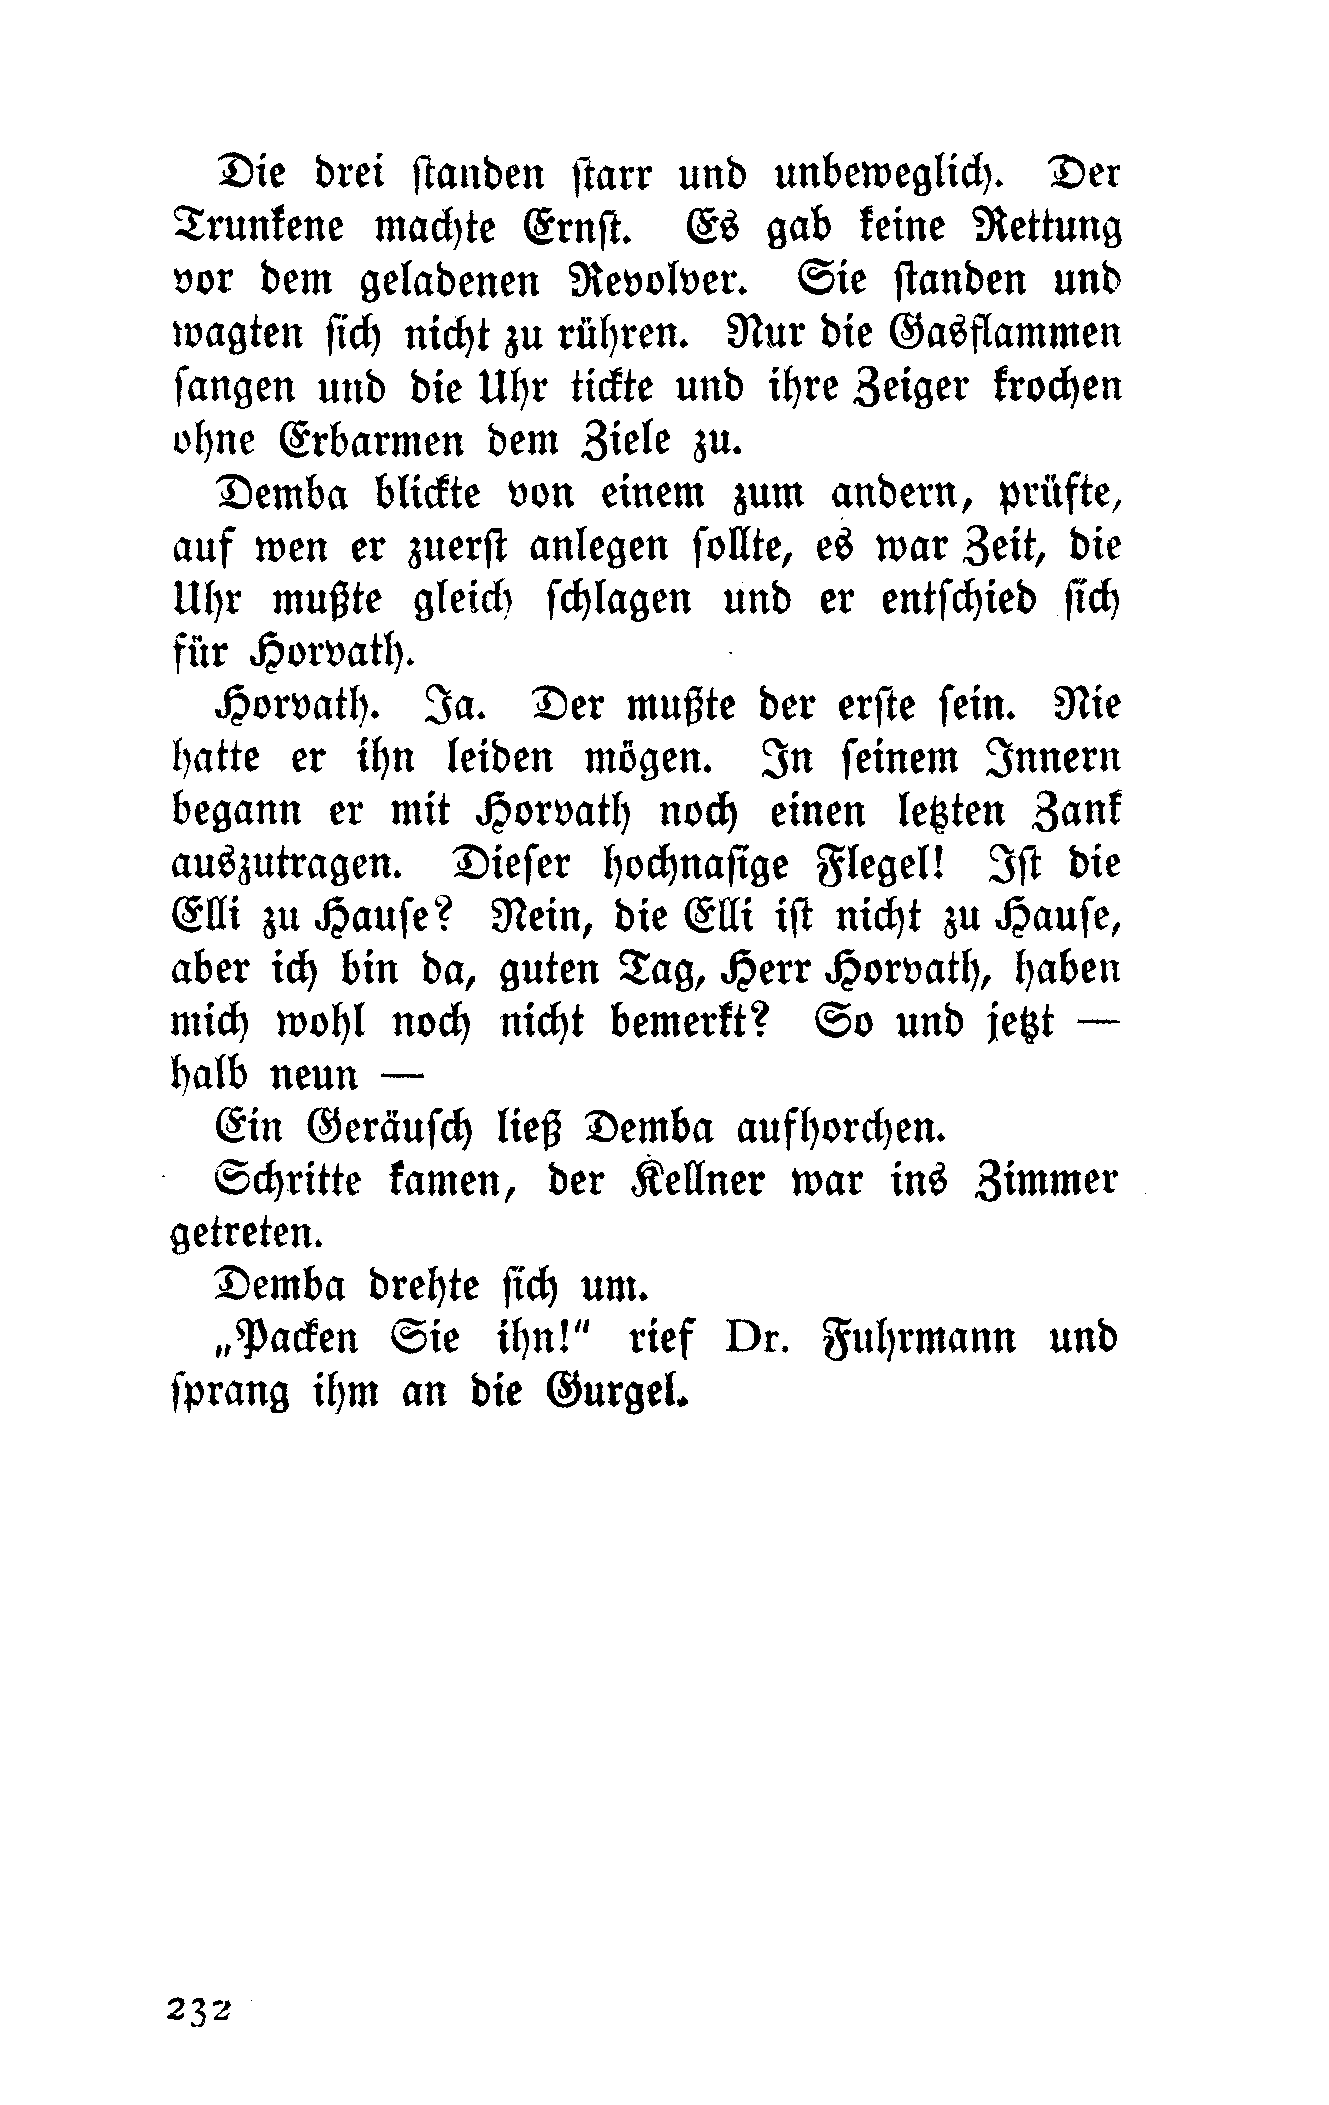 Die drei ſtanden ſtarr und unbeweglich. Der
Trunkene machte Ernſt. Es gab keine Rettung
vor dem geladenen Revolver. Sie ſtanden und
wagten ſich nicht zu rühren. Nur die Gasflammen
ſangen und die Uhr tickte und ihre Zeiger krochen
ohne Erbarmen dem Ziele zu.
Demba blickte von einem zum andern, prüfte,
auf wen er zuerſt anlegen ſollte, es war Zeit, die
Uhr mußte gleich ſchlagen und er entſchied ſich
für Horvath.
Horvath. Ja. Der mußte der erſte ſein. Nie
hatte er ihn leiden mögen. In ſeinem Innern
begann er mit Horvath noch einen letzten Zank
auszutragen. Dieſer hochnaſige Flegel! Iſt die
Elli zu Hauſe? Nein, die Elli iſt nicht zu Hauſe,
aber ich bin da, guten Tag, Herr Horvath, haben
mich wohl noch nicht bemerkt? So und jetzt —
halb neun —
Ein Geräuſch ließ Demba aufhorchen.
Schritte kamen, der Kellner war ins Zimmer
getreten.
Demba drehte ſich um.
„Packen Sie ihn!“ rief Dr. Fuhrmann und
ſprang ihm an die Gurgel.
232